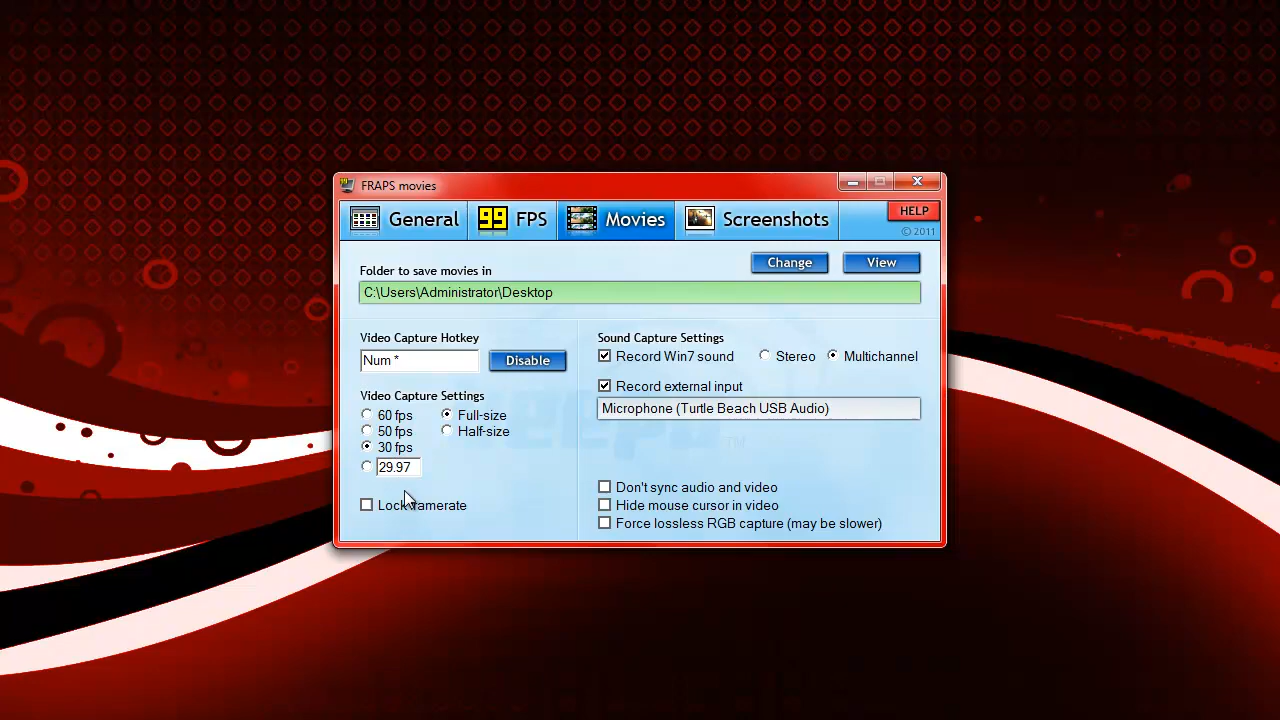 FRAPS movies
General
99 FPS
Movies
Screenshots
HELP
© 2011
Folder to save movies in
Change
View
C:\Users\Administrator\Desktop
Video Capture Hotkey
Num *
Disable
Video Capture Settings
60 fps
50 fps
30 fps
29.97
Full-size
Half-size
Lock framerate
Sound Capture Settings
Record Win7 sound
Stereo
Multichannel
Record external input
Microphone (Turtle Beach USB Audio)
Don't sync audio and video
Hide mouse cursor in video
Force lossless RGB capture (may be slower)